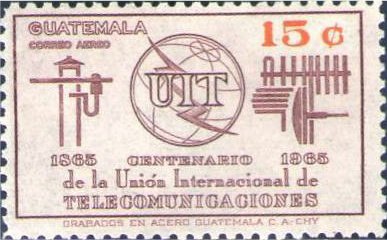 GUATEMALA
CORREO AEREO
15 ¢
UIT
1865 CENTENARIO 1965
de la Unión Internacional de
TELECOMUNICACIONES
GRABADOS EN ACERO GUATEMALA C. A.-CHY